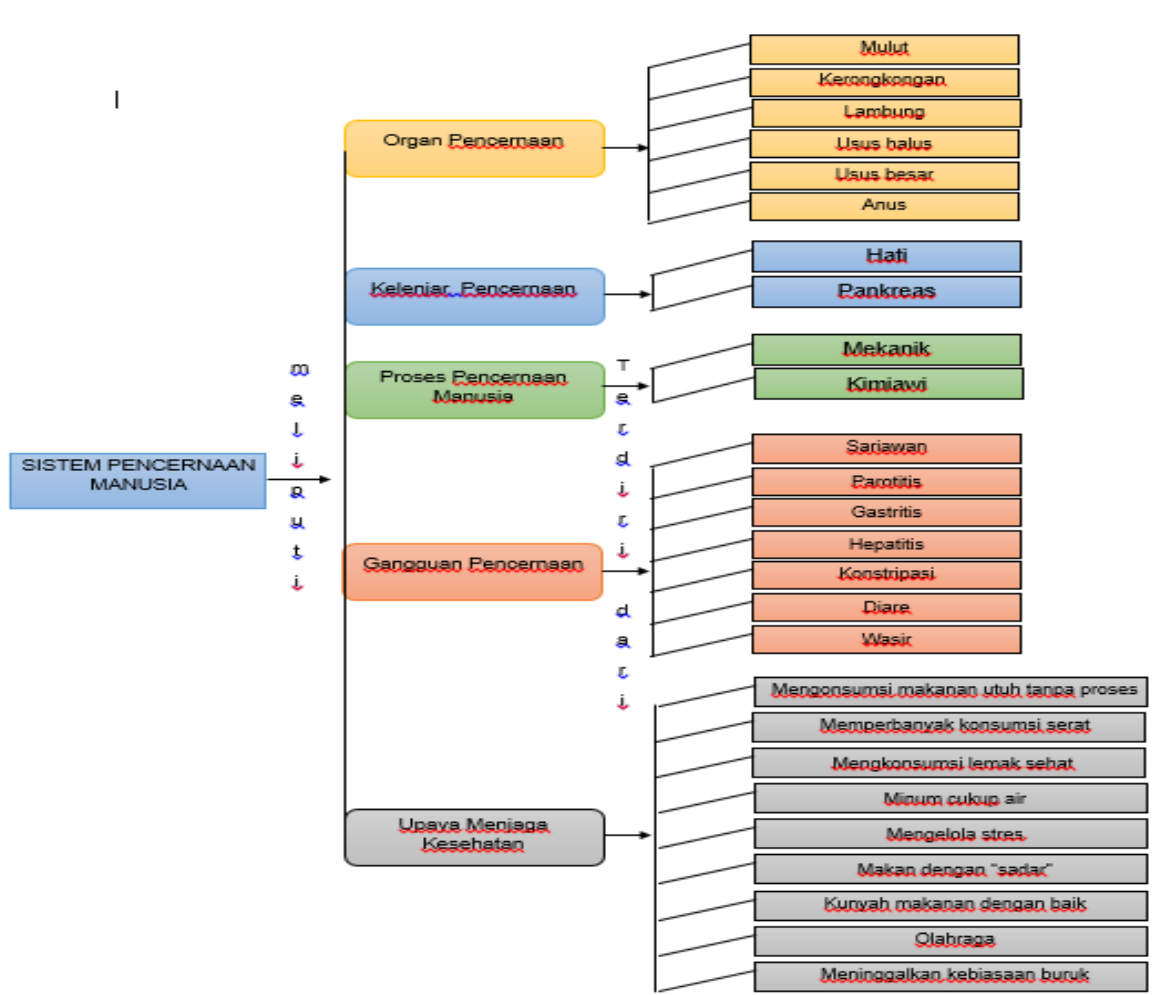 SISTEM PENCERNAAN
MANUSIA
meliputi
Organ Pencernaan
Kelenjar Pencernaan
Proses Pencernaan
Manusia
Gangguan Pencernaan
Upaya Menjaga
Kesehatan
Terdiri dari
Mulut
Kerongkongan
Lambung
Usus halus
Usus besar
Anus
Hati
Pankreas
Mekanik
Kimiawi
Sariawan
Parotitis
Gastritis
Hepatitis
Konstripasi
Diare
Wasir
Mengonsumsi makanan utuh tanpa proses
Memperbanyak konsumsi serat
Mengkonsumsi lemak sehat
Minum cukup air
Mengelola stres
Makan dengan "sadar"
Kunyah makanan dengan baik
Olahraga
Meninggalkan kebiasaan buruk